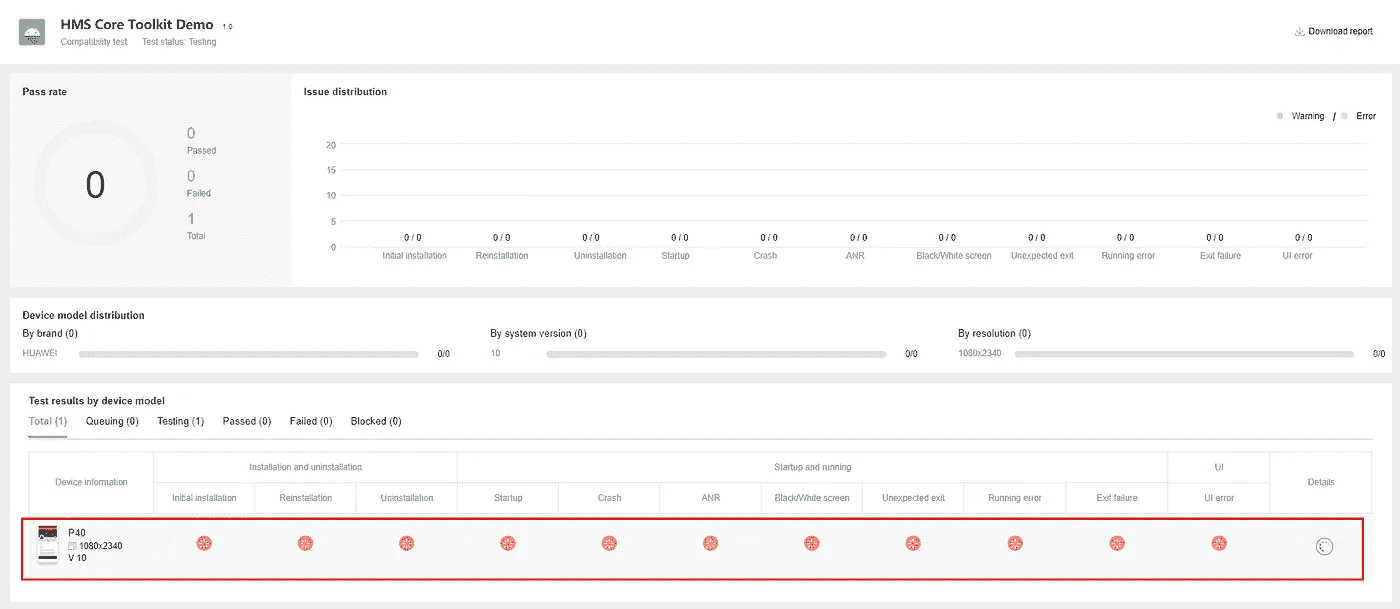 HMS Core Toolkit Demo 1.0
Compatibility test Test status: Testing
Download report
Pass rate
0
0
Passed
0
Failed
1
Total
Issue distribution
Warning / Error
20
15
10
5
0
0 / 0 0 / 0 0 / 0 0 / 0 0 / 0 0 / 0 0 / 0 0 / 0 0 / 0 0 / 0 0 / 0
Initial installation Reinstallation Uninstallation Startup Crash ANR Black/White screen Unexpected exit Running error Exit failure UI error
Device model distribution
By brand (0) By system version (0) By resolution (0)
HUAWEI 0/0 10 0/0 1080x2340 0/0
Test results by device model
Total (1) Queuing (0) Testing (1) Passed (0) Failed (0) Blocked (0)
Device information Installation and uninstallation Startup and running UI Details
Initial installation Reinstallation Uninstallation Startup Crash ANR Black/White screen Unexpected exit Running error Exit failure UI error
P40
1080x2340
V 10